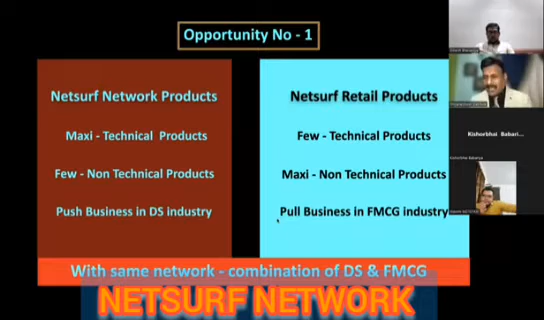 Opportunity No - 1
Netsurf Network Products
Maxi - Technical Products
Few - Non Technical Products
Push Business in DS industry
Netsurf Retail Products
Few - Technical Products
Maxi - Non Technical Products
Pull Business in FMCG industry
With same network - combination of DS & FMCG
NETSURF NETWORK
Kishorbhai Babari...